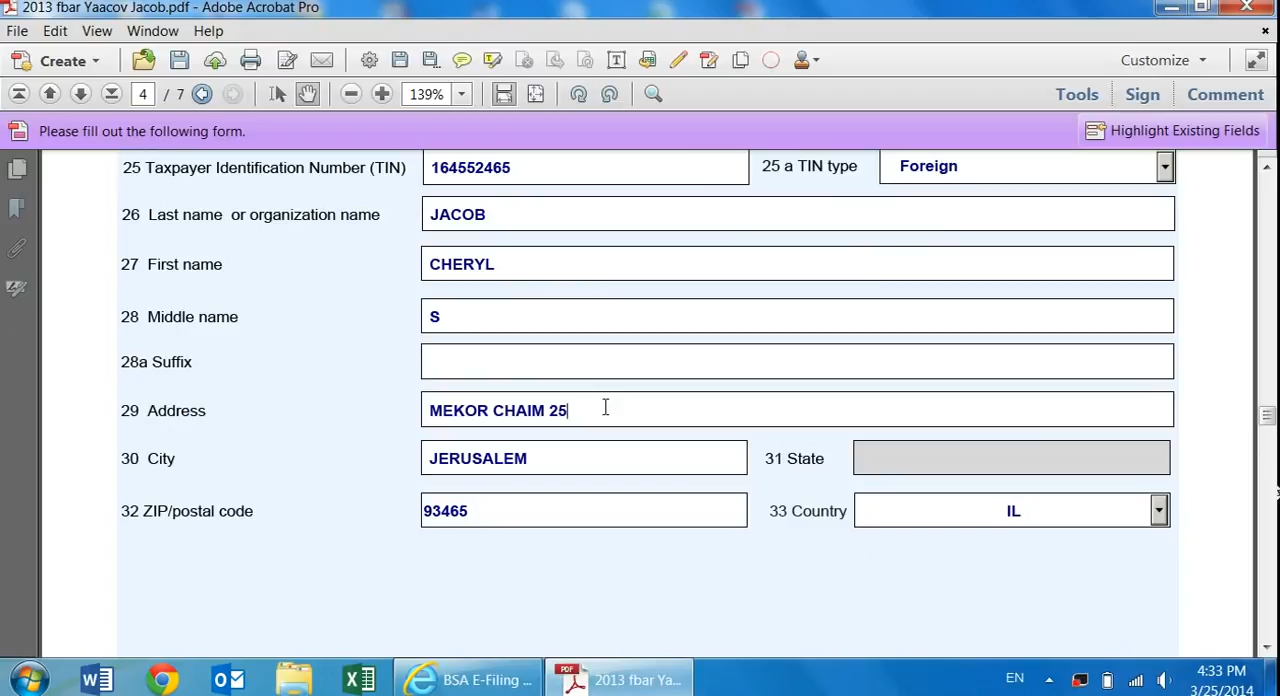 2013 fbar Yaacov Jacob.pdf - Adobe Acrobat Pro
File Edit View Window Help
Create Customize
4 / 7 139% Tools Sign Comment
Please fill out the following form. Highlight Existing Fields
25 Taxpayer Identification Number (TIN) 164552465 25 a TIN type Foreign
26 Last name or organization name JACOB
27 First name CHERYL
28 Middle name S
28a Suffix
29 Address MEKOR CHAIM 25
30 City JERUSALEM 31 State
32 ZIP/postal code 93465 33 Country IL
BSA E-Filing ... PDF 2013 fbar Ya... EN 4:33 PM
3/25/2014